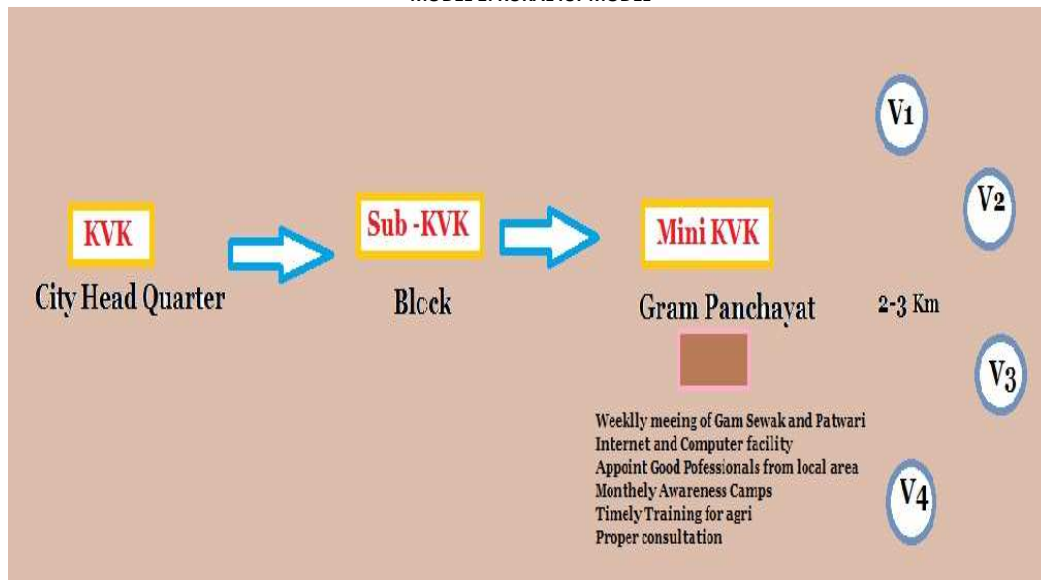 KVK
City Head Quarter
Sub -KVK
Block
Mini KVK
Gram Panchayat
Weeklly meeing of Gam Sewak and Patwari
Internet and Computer facility
Appoint Good Pofessionals from local area
Monthely Awareness Camps
Timely Training for agri
Proper consultation
2-3 Km
V1
V2
V3
V4